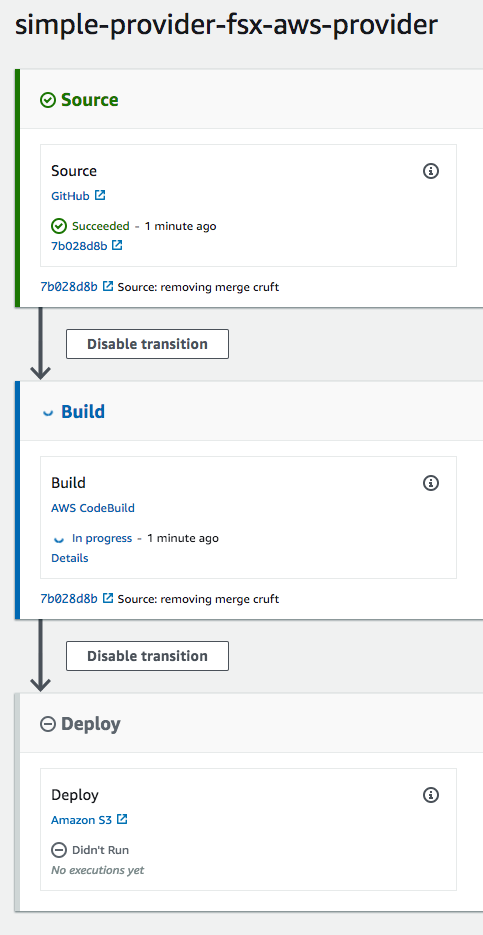 simple-provider-fsx-aws-provider
Source
Source
GitHub
Succeeded - 1 minute ago
7b028d8b
7b028d8b Source: removing merge cruft
Disable transition
Build
Build
AWS CodeBuild
In progress - 1 minute ago
Details
7b028d8b Source: removing merge cruft
Disable transition
Deploy
Deploy
Amazon S3
Didn't Run
No executions yet